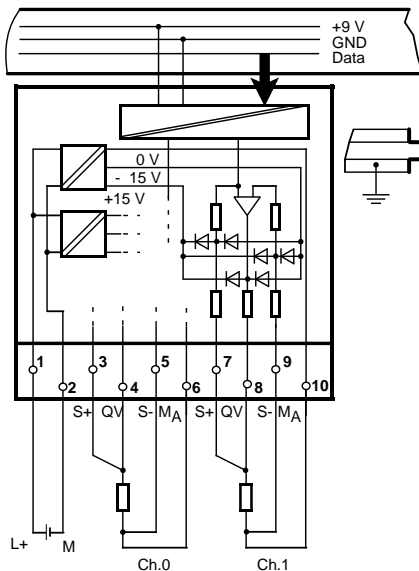 +9 V
GND
Data
0 V
- 15 V
+15 V
1 3 5 7 9
2 4 6 8 10
S+ QV S- MA S+ QV S- MA
L+ M
Ch.0 Ch.1